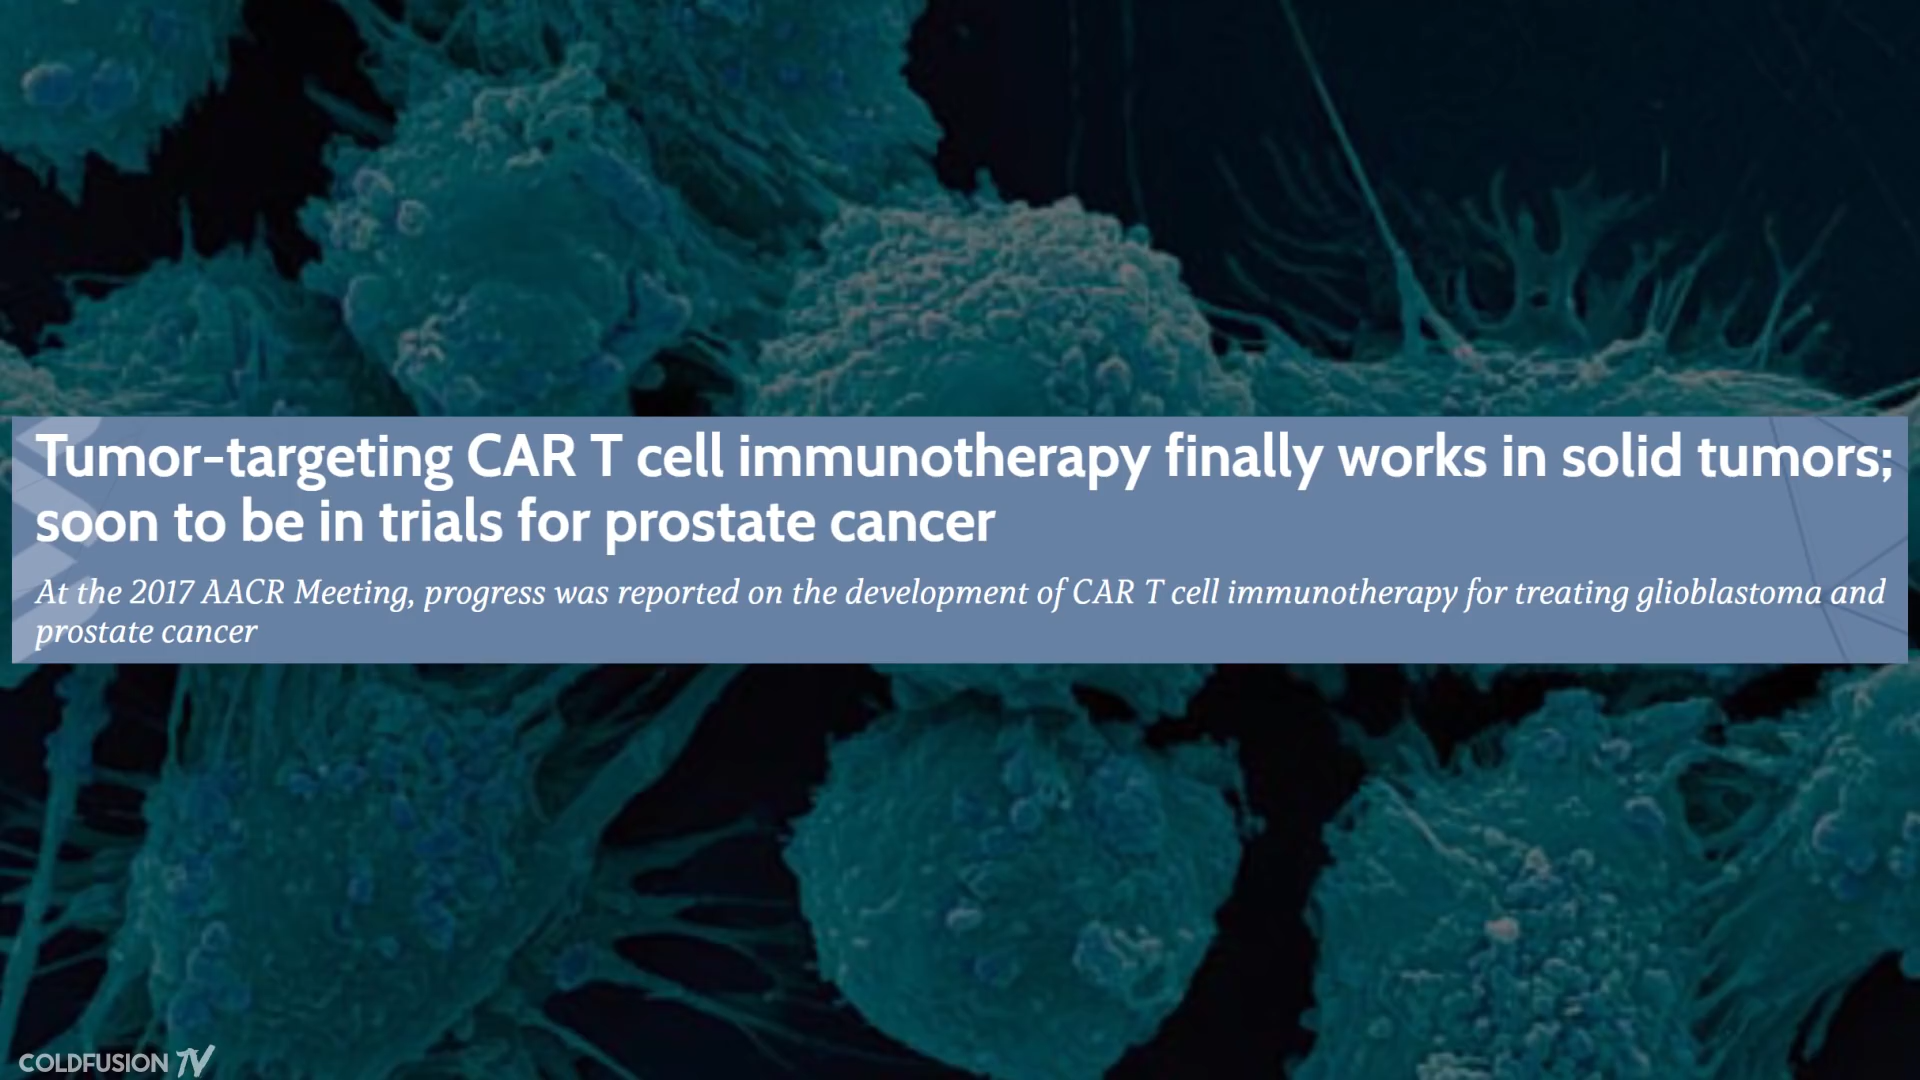 Tumor-targeting CAR T cell immunotherapy finally works in solid tumors;
soon to be in trials for prostate cancer
At the 2017 AACR Meeting, progress was reported on the development of CAR T cell immunotherapy for treating glioblastoma and
prostate cancer
COLDFUSION TV